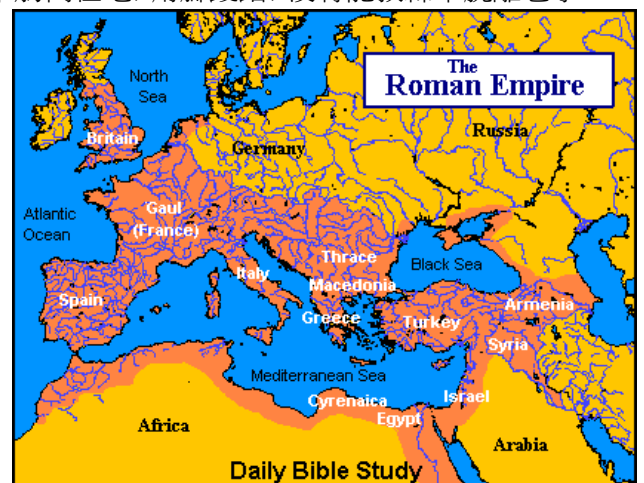 The
Roman Empire
North
Sea
Britain
Germany
Russia
Atlantic
Ocean
Gaul
(France)
Thrace
Black Sea
Italy
Macedonia
Spain
Armenia
Greece
Turkey
Syria
Mediterranean Sea
Cyrenaica
Israel
Egypt
Africa
Arabia
Daily Bible Study